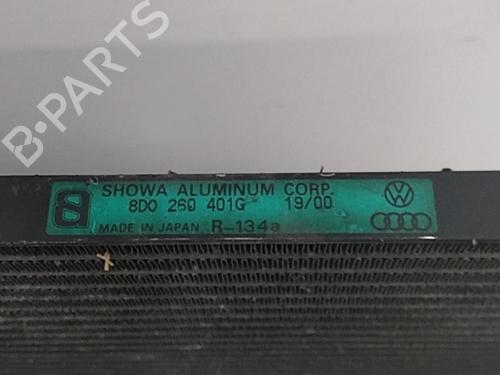 B-PARTS
SHOWA ALUMINUM CORP.
8D0 260 401G 19/00
MADE IN JAPAN R-134a